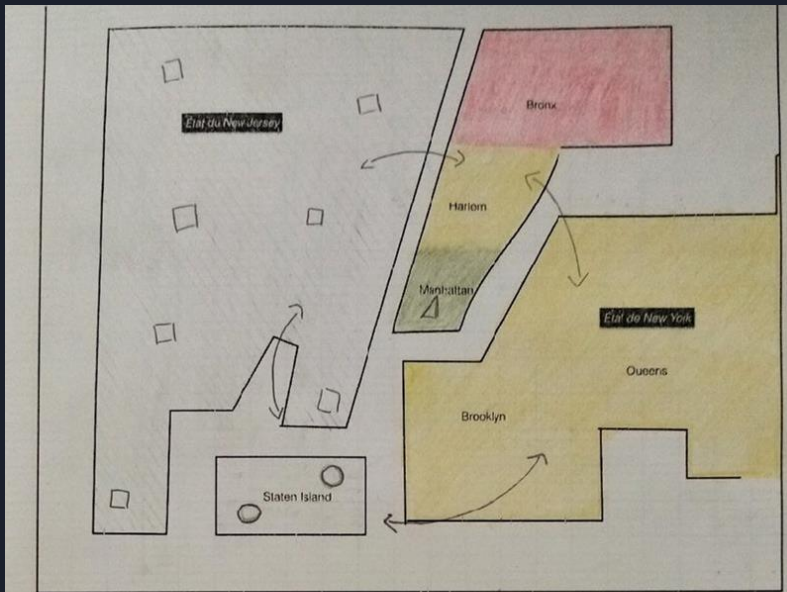 État du New Jersey
Bronx
Harlem
Manhattan
État de New York
Queens
Brooklyn
Staten Island